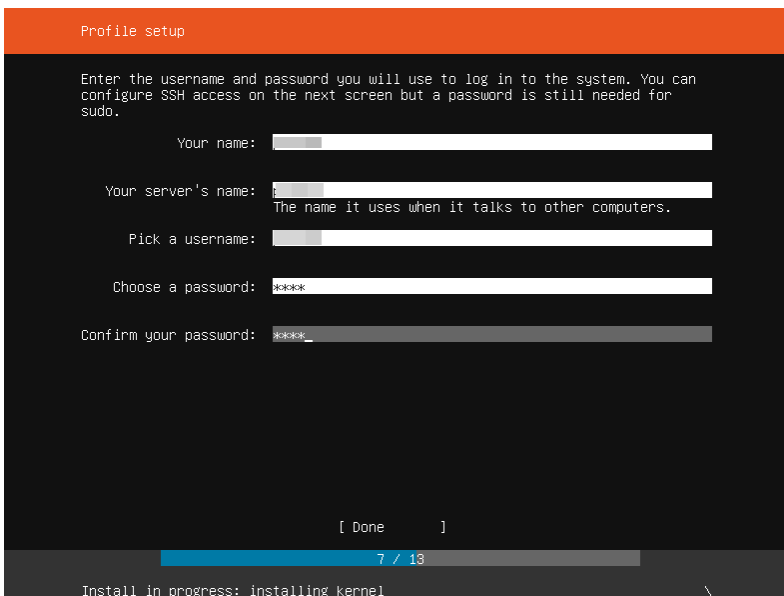 Profile setup
Enter the username and password you will use to log in to the system. You can
configure SSH access on the next screen but a password is still needed for
sudo.
Your name:
Your server's name:
The name it uses when it talks to other computers.
Pick a username:
Choose a password: ****
Confirm your password: ****_
[ Done ]
7 / 13
Install in progress: installing kernel \